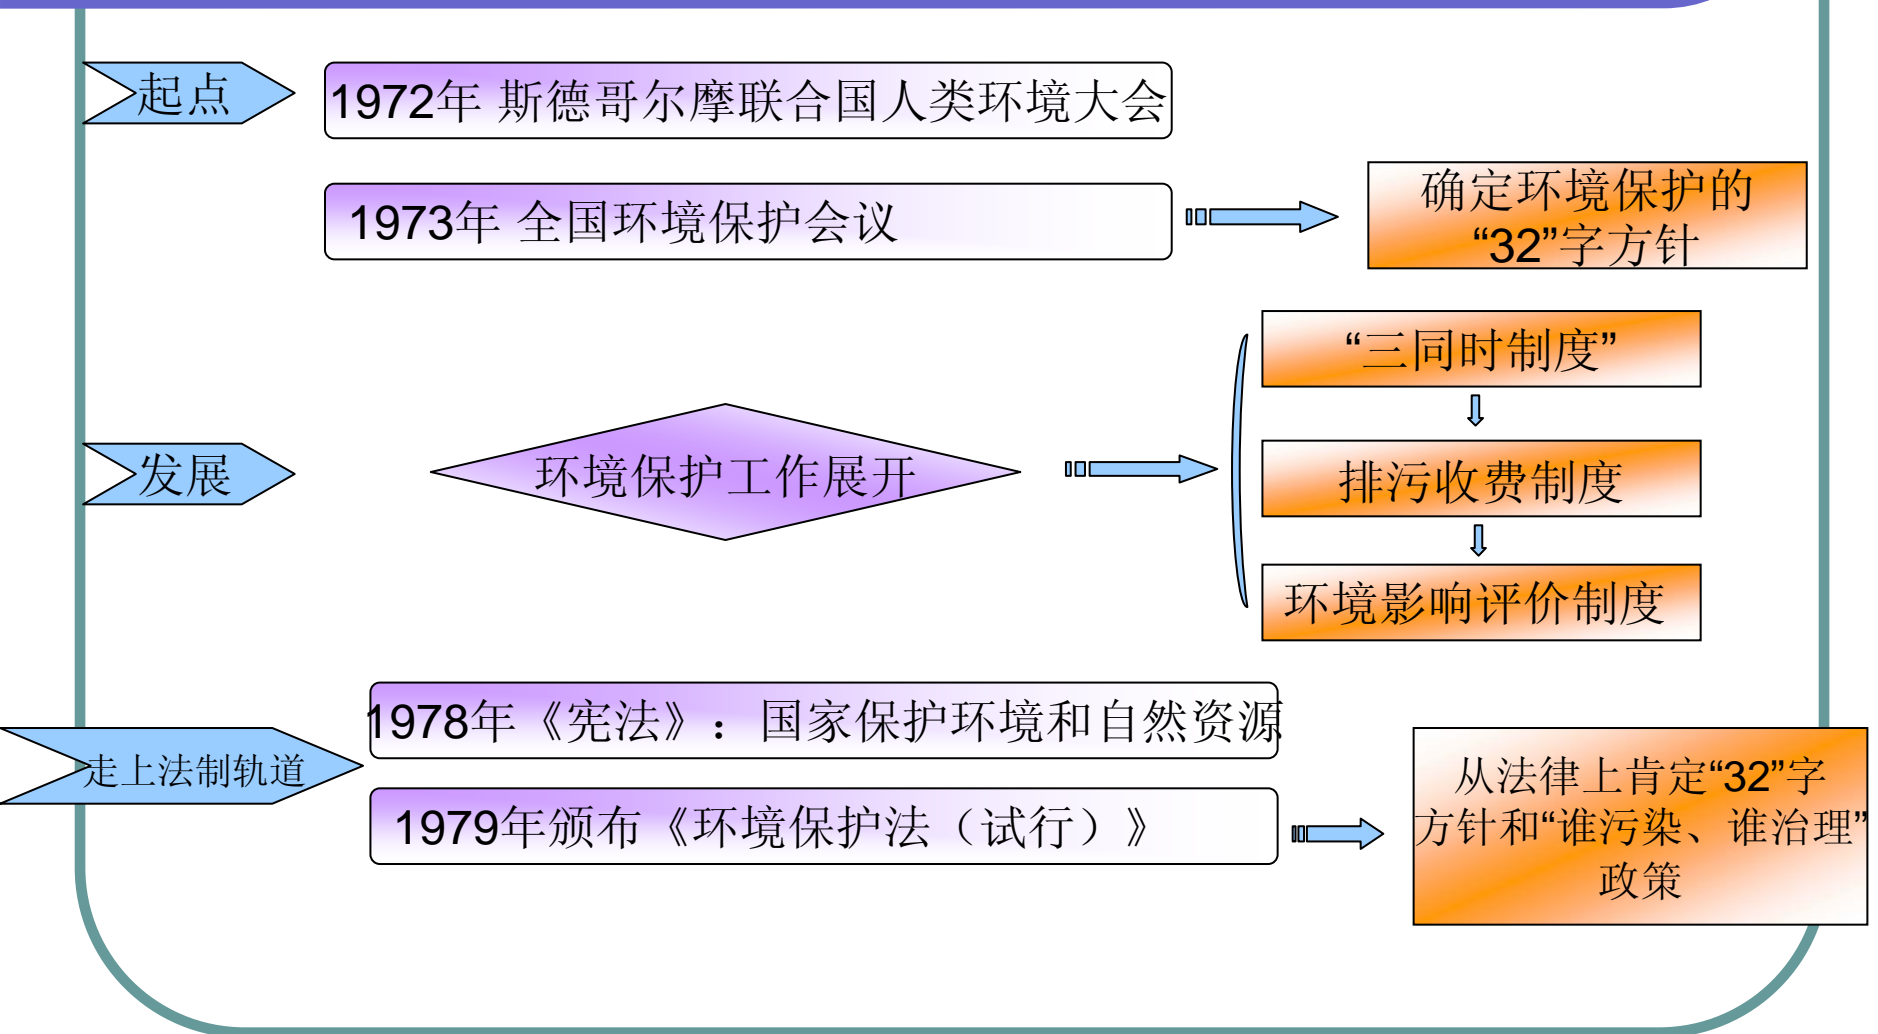 起点
1972年 斯德哥尔摩联合国人类环境大会
1973年 全国环境保护会议
确定环境保护的
“32”字方针
“三同时制度”
发展
环境保护工作展开
排污收费制度
环境影响评价制度
走上法制轨道
1978年《宪法》：国家保护环境和自然资源
1979年颁布《环境保护法（试行）》
从法律上肯定“32”字
方针和“谁污染、谁治理”
政策